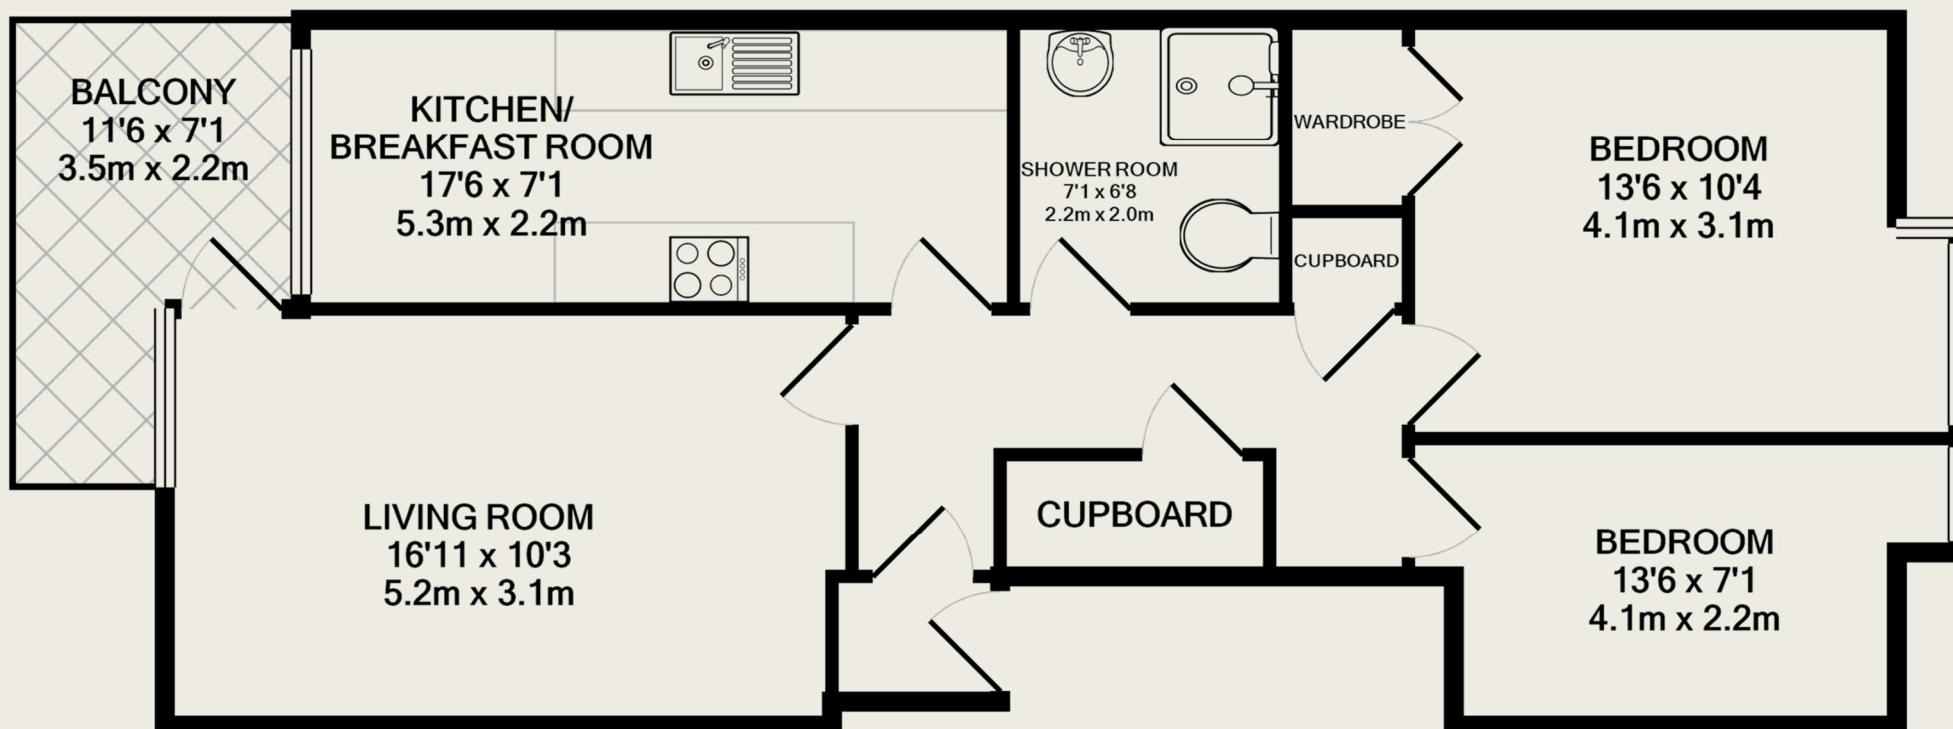 BALCONY
11'6 x 7'1
3.5m x 2.2m
KITCHEN/
BREAKFAST ROOM
17'6 x 7'1
5.3m x 2.2m
SHOWER ROOM
7'1 x 6'8
2.2m x 2.0m
WARDROBE
CUPBOARD
BEDROOM
13'6 x 10'4
4.1m x 3.1m
LIVING ROOM
16'11 x 10'3
5.2m x 3.1m
CUPBOARD
BEDROOM
13'6 x 7'1
4.1m x 2.2m